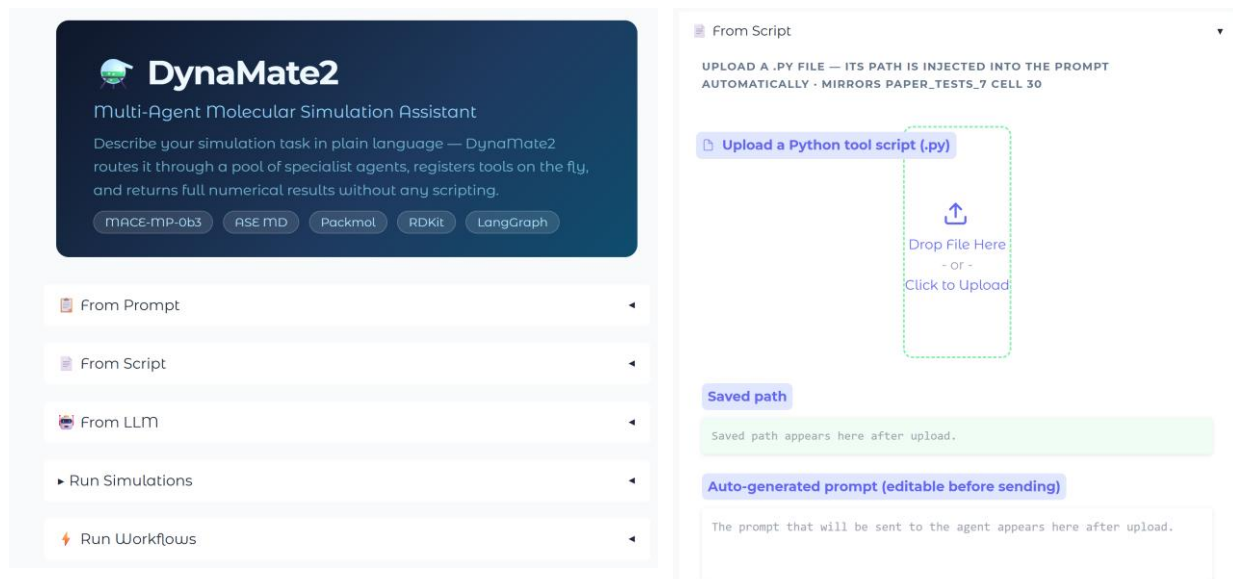 DynaMate2
Multi-Agent Molecular Simulation Assistant
Describe your simulation task in plain language — DynaMate2
routes it through a pool of specialist agents, registers tools on the fly,
and returns full numerical results without any scripting.
MACE-MP-0b3 ASE MD Packmol RDKit LangGraph
From Prompt
From Script
From LLM
Run Simulations
Run Workflows
From Script
UPLOAD A .PY FILE — ITS PATH IS INJECTED INTO THE PROMPT
AUTOMATICALLY · MIRRORS PAPER_TESTS_7 CELL 30
Upload a Python tool script (.py)
Drop File Here
- or -
Click to Upload
Saved path
Saved path appears here after upload.
Auto-generated prompt (editable before sending)
The prompt that will be sent to the agent appears here after upload.